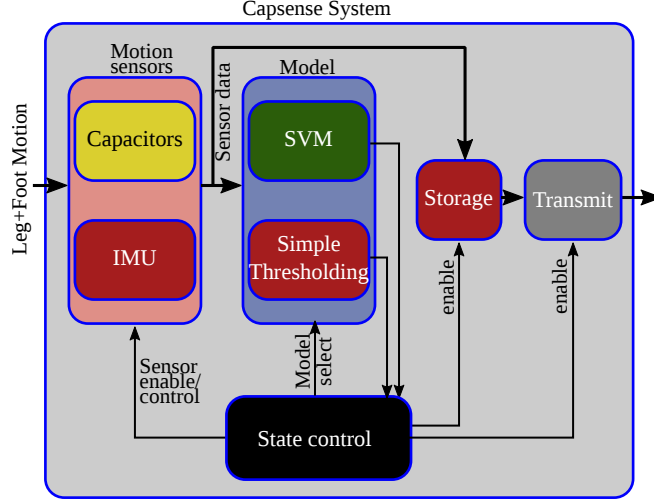 Capsense System
Motion
sensors
Model
Leg+Foot Motion
Capacitors
Sensor data
SVM
IMU
Simple
Thresholding
Storage
Transmit
enable
enable
Sensor
enable/
control
Model
select
State control